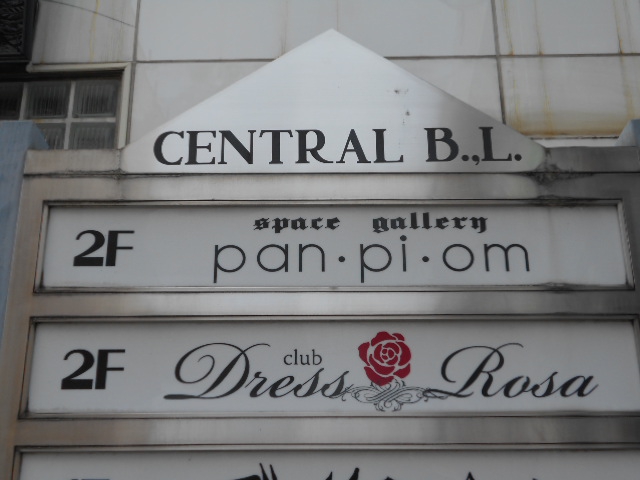 CENTRAL B.,L.
2F
space gallery
pan·pi·om
2F
club
Dress Rosa